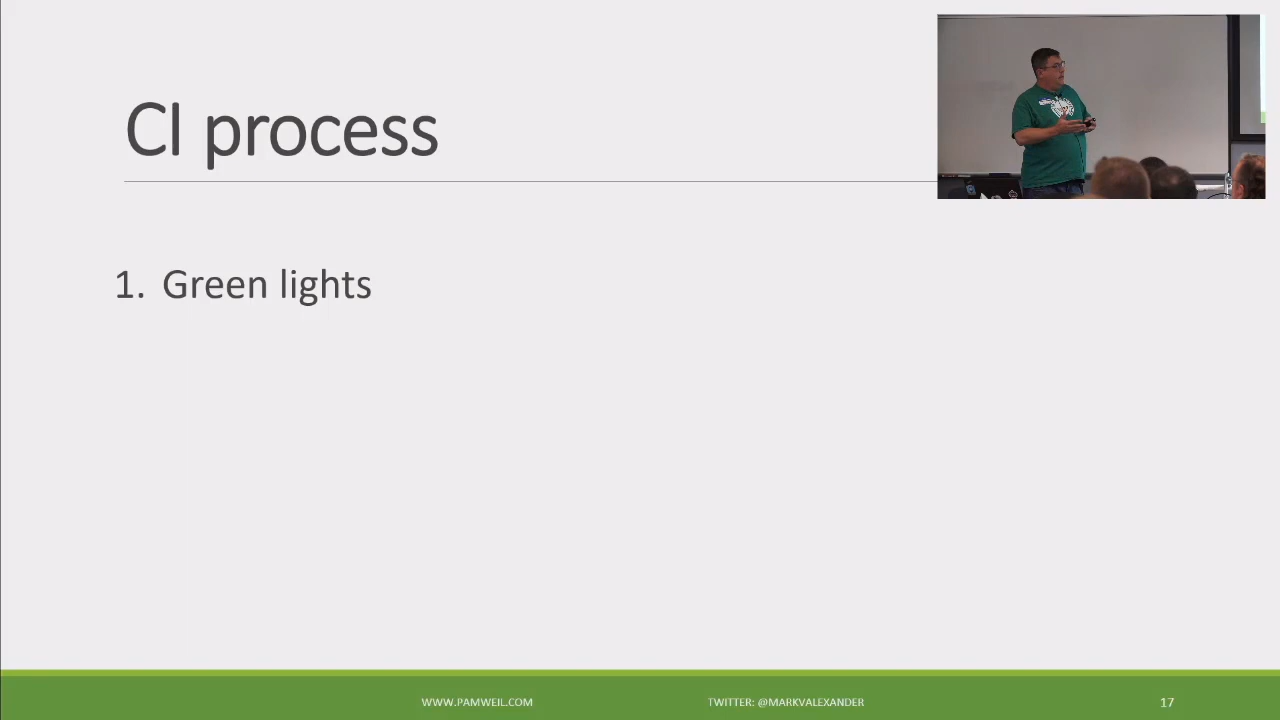 CI process
1. Green lights
WWW.PAMWEIL.COM
TWITTER: @MARKVALEXANDER
17